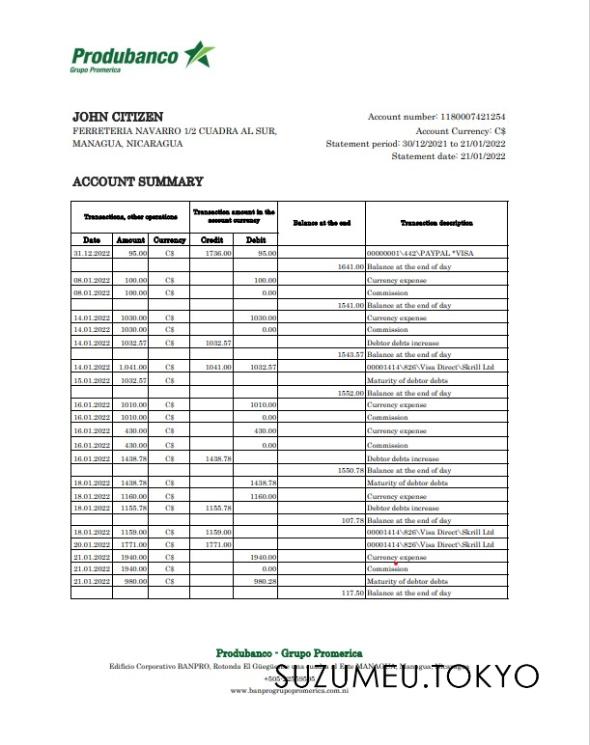 Produbanco
Grupo Promerica
JOHN CITIZEN
FERRETERIA NAVARRO 1/2 CUADRA AL SUR,
MANAGUA, NICARAGUA
Account number: 1180007421254
Account Currency: C$
Statement period: 30/12/2021 to 21/01/2022
Statement date: 21/01/2022
ACCOUNT SUMMARY
Transactions, other operations Transaction amount in the account currency Balance at the end Transaction description
Date Amount Currency Credit Debit
31.12.2022 95.00 C$ 1736.00 95.00 00000001\442\PAYPAL *VISA
1641.00 Balance at the end of day
08.01.2022 100.00 C$ 100.00 Currency expense
08.01.2022 100.00 C$ 0.00 Commission
1541.00 Balance at the end of day
14.01.2022 1030.00 C$ 1030.00 Currency expense
14.01.2022 1030.00 C$ 0.00 Commission
14.01.2022 1032.57 C$ 1032.57 Debtor debts increase
1543.57 Balance at the end of day
14.01.2022 1.041.00 C$ 1041.00 1032.57 00001414\826\Visa Direct\Skrill Ltd
15.01.2022 1032.57 C$ Maturity of debtor debts
1552.00 Balance at the end of day
16.01.2022 1010.00 C$ 1010.00 Currency expense
16.01.2022 1010.00 C$ 0.00 Commission
16.01.2022 430.00 C$ 430.00 Currency expense
16.01.2022 430.00 C$ 0.00 Commission
16.01.2022 1438.78 C$ 1438.78 Debtor debts increase
1550.78 Balance at the end of day
18.01.2022 1438.78 C$ 1438.78 Maturity of debtor debts
18.01.2022 1160.00 C$ 1160.00 Currency expense
18.01.2022 1155.78 C$ 1155.78 Debtor debts increase
107.78 Balance at the end of day
18.01.2022 1159.00 C$ 1159.00 00001414\826\Visa Direct\Skrill Ltd
20.01.2022 1771.00 C$ 1771.00 00001414\826\Visa Direct\Skrill Ltd
21.01.2022 1940.00 C$ 1940.00 Currency expense
21.01.2022 1940.00 C$ 0.00 Commission
21.01.2022 980.00 C$ 980.28 Maturity of debtor debts
117.50 Balance at the end of day
Produbanco - Grupo Promerica
Edificio Corporativo BANPRO, Rotonda El Güegüense una cuadra al Este MANAGUA, Managua, Nicaragua
www.banprogrupopromerica.com.ni
SUZUMEU.TOKYO